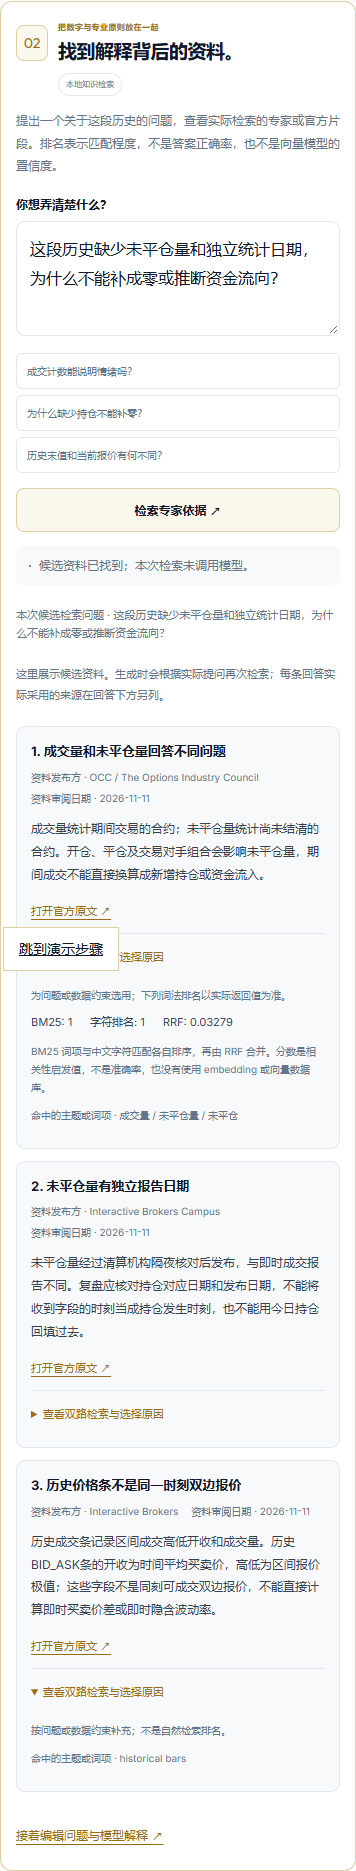 02
把数字与专业原则放在一起
找到解释背后的资料。
本地知识检索
提出一个关于这段历史的问题，查看实际检索的专家或官方片
段。排名表示匹配程度，不是答案正确率，也不是向量模型的
置信度。
你想弄清楚什么？
这段历史缺少未平仓量和独立统计日期，
为什么不能补成零或推断资金流向？
成交计数能说明情绪吗？
为什么缺少持仓不能补零？
历史末值和当前报价有何不同？
检索专家依据 ↗
· 候选资料已找到；本次检索未调用模型。
本次候选检索问题 · 这段历史缺少未平仓量和独立统计日期，为什
么不能补成零或推断资金流向？
这里展示候选资料。生成时会根据实际提问再次检索；每条回答实
际采用的来源在回答下方另列。
1. 成交量和未平仓量回答不同问题
资料发布方 · OCC / The Options Industry Council
资料审阅日期 · 2026-11-11
成交量统计期间交易的合约；未平仓量统计尚未结清的
合约。开仓、平仓及交易对手组合会影响未平仓量，期
间成交不能直接换算成新增持仓或资金流入。
打开官方原文 ↗
跳到演示步骤
选择原因
为问题或数据约束选用；下列词法排名以实际返回值为准。
BM25: 1 字符排名: 1 RRF: 0.03279
BM25 词项与中文字符匹配各自排序，再由 RRF 合并。分数是相
关性启发值，不是准确率，也没有使用 embedding 或向量数据
库。
命中的主题或词项 · 成交量 / 未平仓量 / 未平仓
2. 未平仓量有独立报告日期
资料发布方 · Interactive Brokers Campus
资料审阅日期 · 2026-11-11
未平仓量经过清算机构隔夜核对后发布，与即时成交报
告不同。复盘应核对持仓对应日期和发布日期，不能将
收到字段的时刻当成持仓发生时刻，也不能用今日持仓
回填过去。
打开官方原文 ↗
▶ 查看双路检索与选择原因
3. 历史价格条不是同一时刻双边报价
资料发布方 · Interactive Brokers 资料审阅日期 · 2026-11-11
历史成交条记录区间成交高低开收和成交量。历史
BID_ASK条的开收为时间平均买卖价，高低为区间报价
极值；这些字段不是同刻可成交双边报价，不能直接计
算即时买卖价差或即时隐含波动率。
打开官方原文 ↗
▼ 查看双路检索与选择原因
按问题或数据约束补充；不是自然检索排名。
命中的主题或词项 · historical bars
接着编辑问题与模型解释 ↗